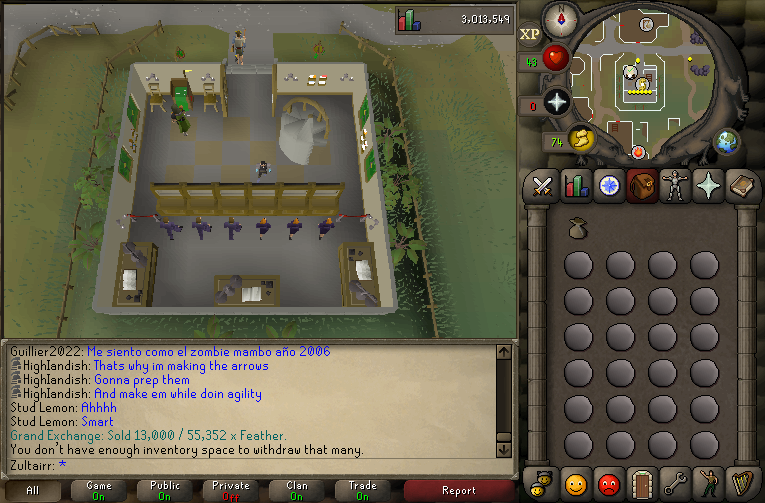 3,013,549
XP
43
0
74
Guillier2022: Me siento como el zombie mambo año 2006
Highlandish: Thats why im making the arrows
Highlandish: Gonna prep them
Highlandish: And make em while doin agility
Stud Lemon: Ahhhh
Stud Lemon: Smart
Grand Exchange: Sold 13,000 / 55,352 x Feather.
You don't have enough inventory space to withdraw that many.
Zultairr: *
All
Game
On
Public
On
Private
Off
Clan
On
Trade
On
Report